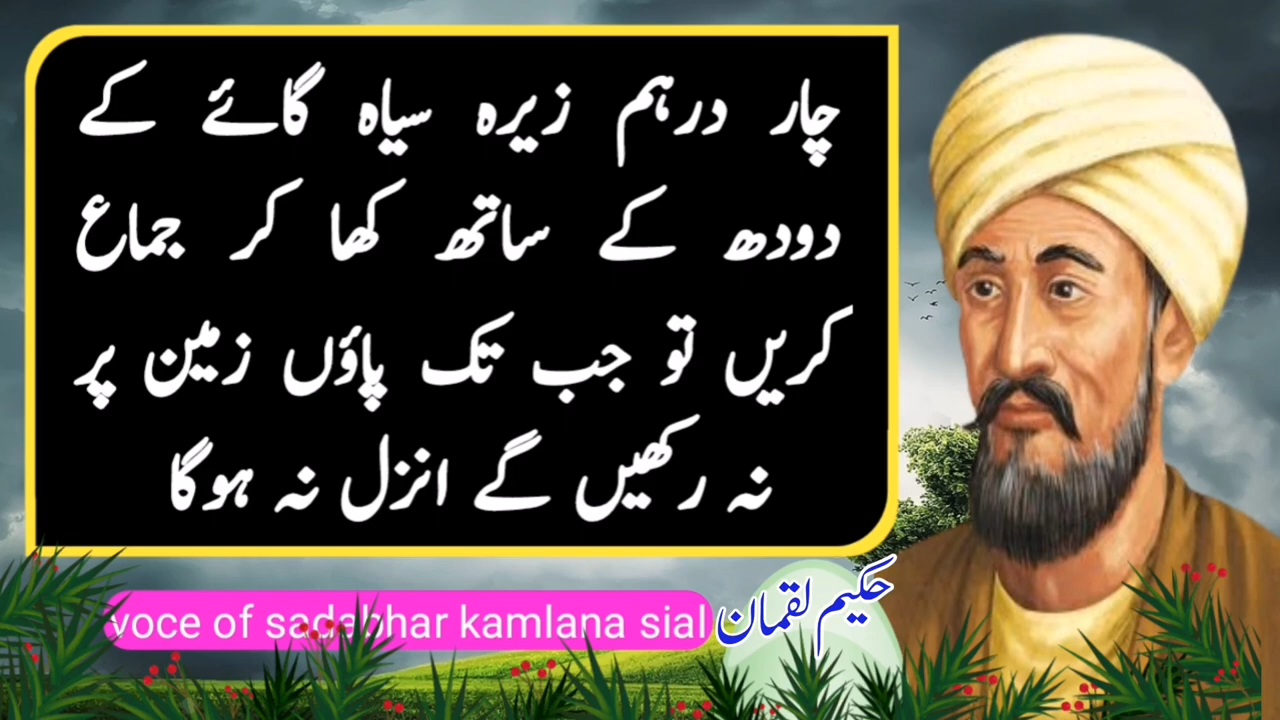 چار درہم زیرہ سیاہ گائے کے
دودھ کے ساتھ کھا کر جماع
کریں تو جب تک پاؤں زمین پر
نہ رکھیں گے انزل نہ ہوگا
حکیم لقمان
voce of sadabhar kamlana sial